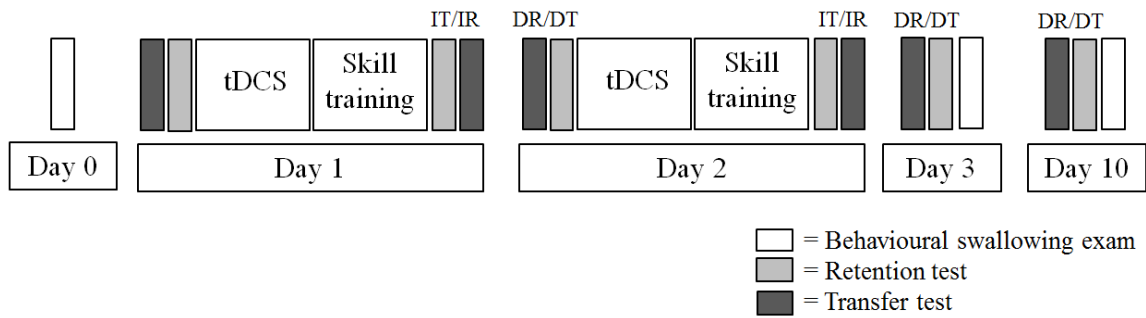 IT/IR
DR/DT
IT/IR
DR/DT
DR/DT
tDCS
Skill
training
tDCS
Skill
training
Day 0
Day 1
Day 2
Day 3
Day 10
= Behavioural swallowing exam
= Retention test
= Transfer test